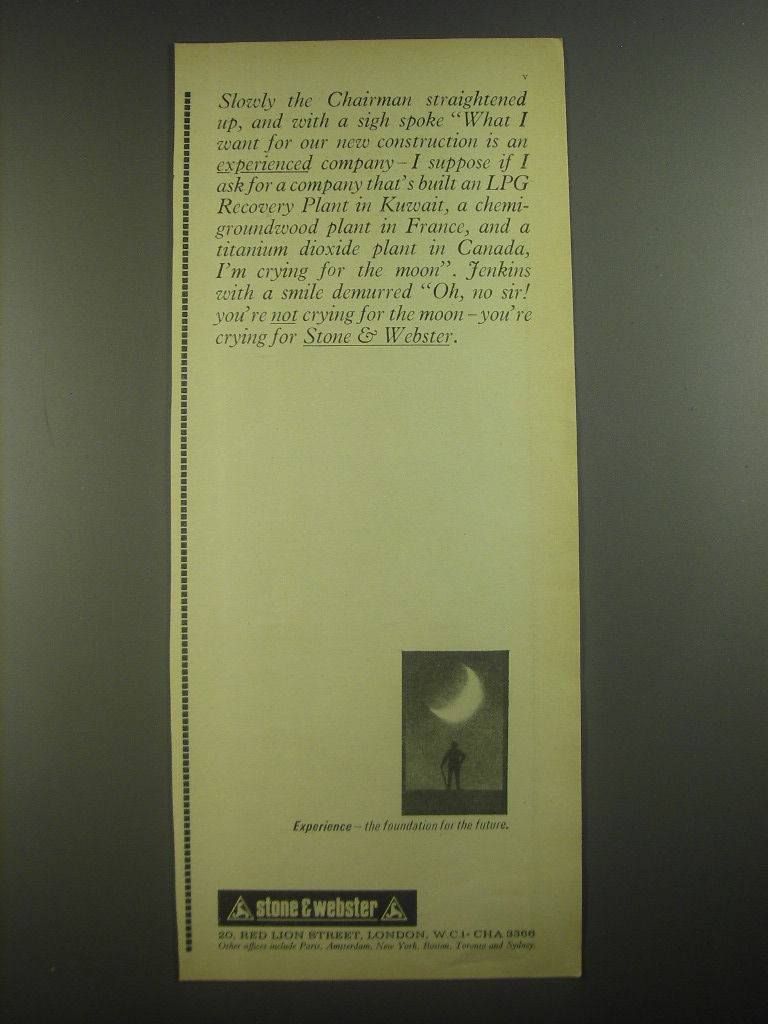 v
Slowly the Chairman straightened
up, and with a sigh spoke “What I
want for our new construction is an
experienced company – I suppose if I
ask for a company that’s built an LPG
Recovery Plant in Kuwait, a chemi-
groundwood plant in France, and a
titanium dioxide plant in Canada,
I’m crying for the moon”. Jenkins
with a smile demurred “Oh, no sir!
you’re not crying for the moon – you’re
crying for Stone & Webster.
Experience – the foundation for the future.
stone & webster
20, RED LION STREET, LONDON, W.C.1 · CHA 3366
Other offices include Paris, Amsterdam, New York, Boston, Toronto and Sydney.